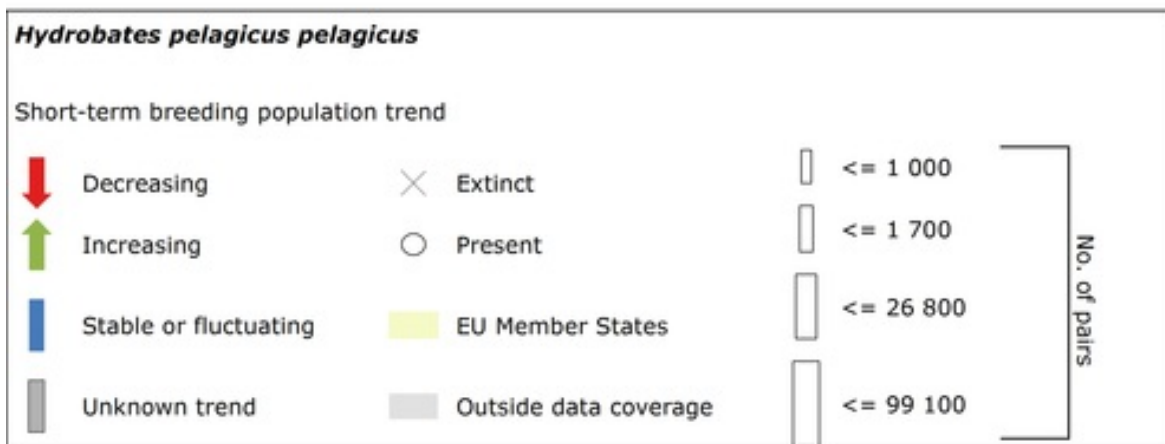 Hydrobates pelagicus pelagicus
Short-term breeding population trend
Decreasing
Extinct
<= 1 000
Increasing
Present
<= 1 700
Stable or fluctuating
EU Member States
<= 26 800
Unknown trend
Outside data coverage
<= 99 100
No. of pairs